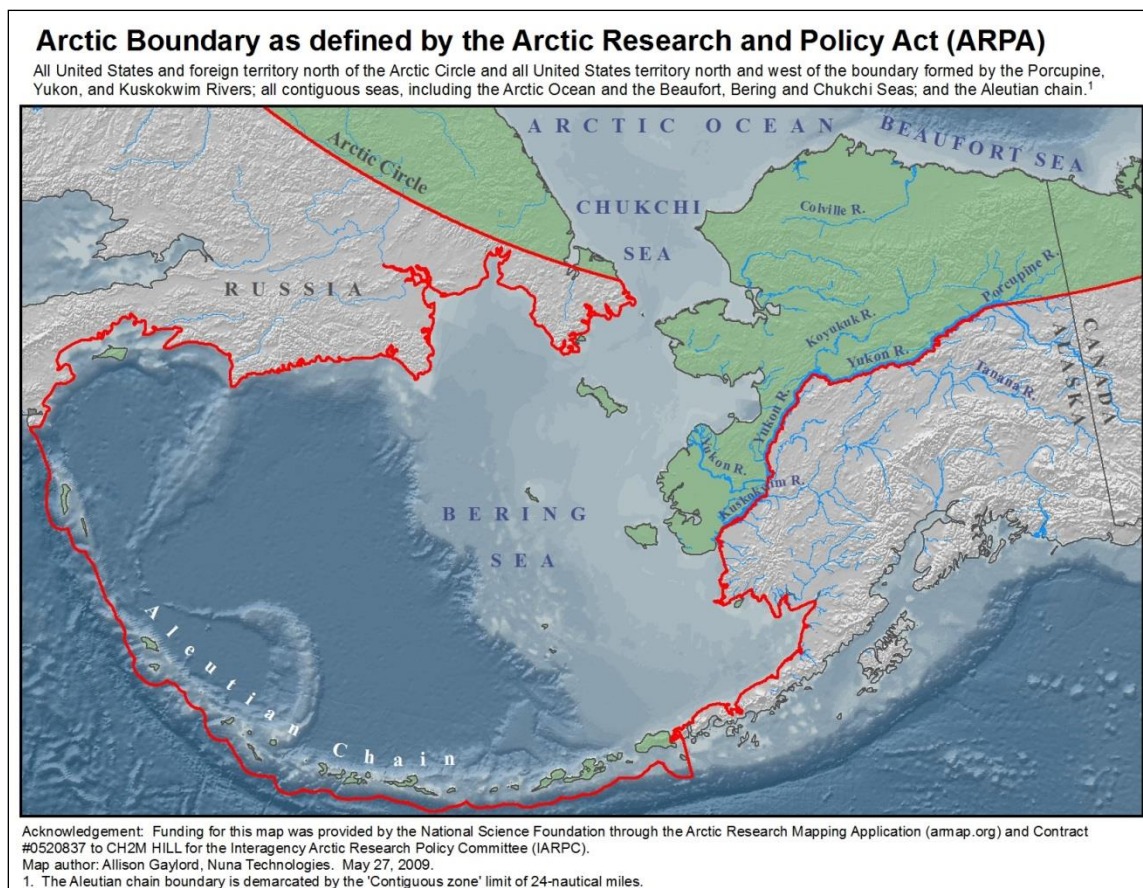 Arctic Boundary as defined by the Arctic Research and Policy Act (ARPA)
All United States and foreign territory north of the Arctic Circle and all United States territory north and west of the boundary formed by the Porcupine,
Yukon, and Kuskokwim Rivers; all contiguous seas, including the Arctic Ocean and the Beaufort, Bering and Chukchi Seas; and the Aleutian chain.¹
ARCTIC OCEAN
BEAUFORT SEA
Arctic Circle
CHUKCHI
SEA
Colville R.
RUSSIA
Porcupine R.
Koyukuk R.
Yukon R.
CANADA
ALASKA
Tanana R.
Yukon R.
Yukon R.
Kuskokwim R.
BERING
SEA
Aleutian Chain
Acknowledgement: Funding for this map was provided by the National Science Foundation through the Arctic Research Mapping Application (armap.org) and Contract
#0520837 to CH2M HILL for the Interagency Arctic Research Policy Committee (IARPC).
Map author: Allison Gaylord, Nuna Technologies. May 27, 2009.
1. The Aleutian chain boundary is demarcated by the 'Contiguous zone' limit of 24-nautical miles.